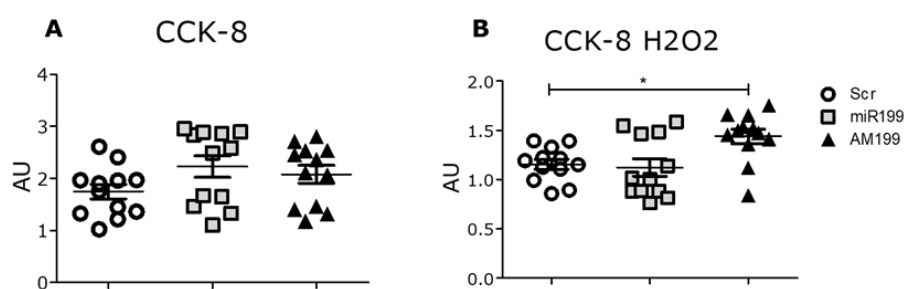 A
CCK-8
4
3
2
1
0
AU
B
CCK-8 H2O2
2.0
1.5
1.0
0.5
0.0
AU
*
Scr
miR199
AM199